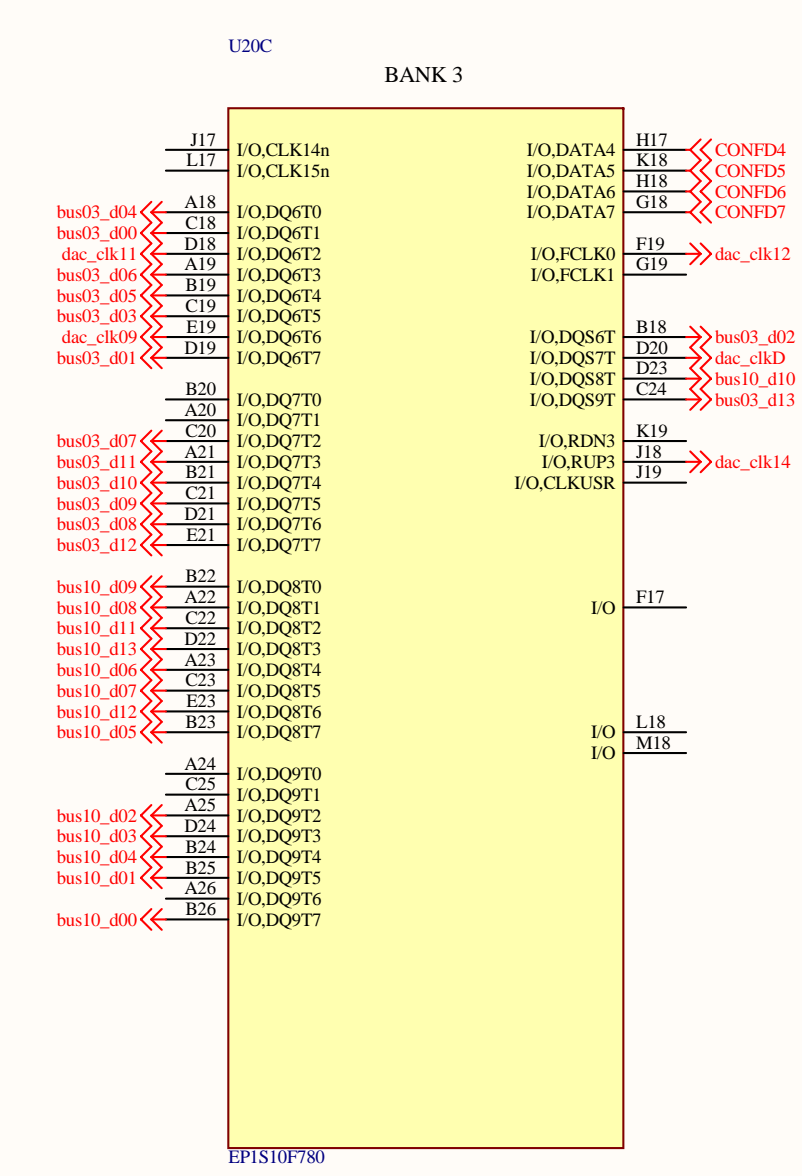 U20C
BANK 3
J17 I/O,CLK14n
L17 I/O,CLK15n
bus03_d04 A18 I/O,DQ6T0
bus03_d00 C18 I/O,DQ6T1
dac_clk11 D18 I/O,DQ6T2
bus03_d06 A19 I/O,DQ6T3
bus03_d05 B19 I/O,DQ6T4
bus03_d03 C19 I/O,DQ6T5
dac_clk09 E19 I/O,DQ6T6
bus03_d01 D19 I/O,DQ6T7
B20 I/O,DQ7T0
A20 I/O,DQ7T1
bus03_d07 C20 I/O,DQ7T2
bus03_d11 A21 I/O,DQ7T3
bus03_d10 B21 I/O,DQ7T4
bus03_d09 C21 I/O,DQ7T5
bus03_d08 D21 I/O,DQ7T6
bus03_d12 E21 I/O,DQ7T7
bus10_d09 B22 I/O,DQ8T0
bus10_d08 A22 I/O,DQ8T1
bus10_d11 C22 I/O,DQ8T2
bus10_d13 D22 I/O,DQ8T3
bus10_d06 A23 I/O,DQ8T4
bus10_d07 C23 I/O,DQ8T5
bus10_d12 E23 I/O,DQ8T6
bus10_d05 B23 I/O,DQ8T7
A24 I/O,DQ9T0
C25 I/O,DQ9T1
bus10_d02 A25 I/O,DQ9T2
bus10_d03 D24 I/O,DQ9T3
bus10_d04 B24 I/O,DQ9T4
bus10_d01 B25 I/O,DQ9T5
A26 I/O,DQ9T6
bus10_d00 B26 I/O,DQ9T7
I/O,DATA4 H17 CONFD4
I/O,DATA5 K18 CONFD5
I/O,DATA6 H18 CONFD6
I/O,DATA7 G18 CONFD7
I/O,FCLK0 F19 dac_clk12
I/O,FCLK1 G19
I/O,DQS6T B18 bus03_d02
I/O,DQS7T D20 dac_clkD
I/O,DQS8T D23 bus10_d10
I/O,DQS9T C24 bus03_d13
I/O,RDN3 K19
I/O,RUP3 J18 dac_clk14
I/O,CLKUSR J19
I/O F17
I/O L18
I/O M18
EP1S10F780